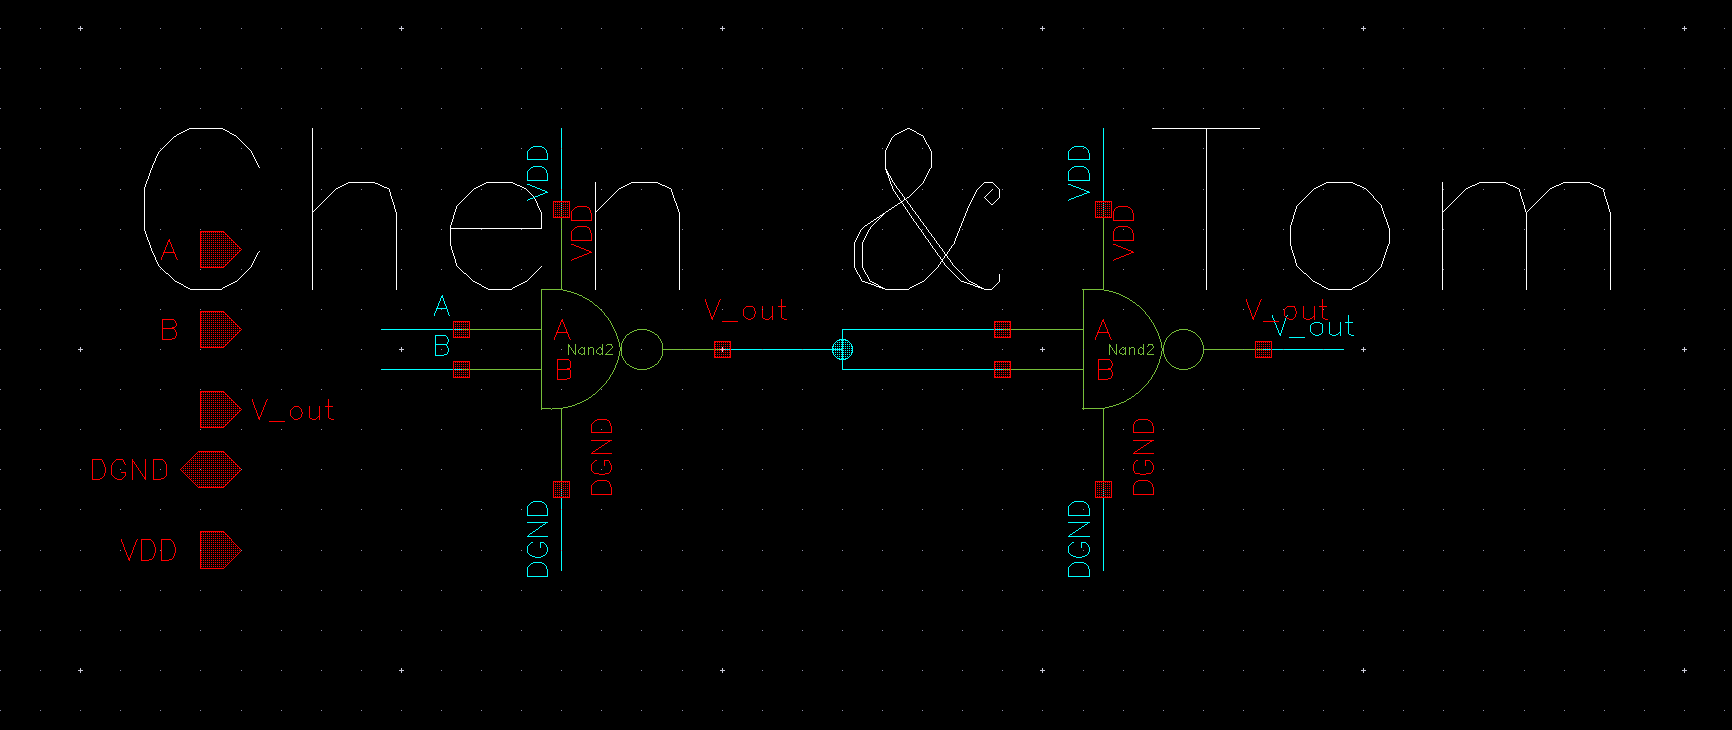 Chen & Tom
VDD
VDD
VDD
VDD
A
A
V_out
V_out
V_out
B
A
B
Nand2
B
A
Nand2
B
V_out
DGND
DGND
DGND
DGND
DGND
VDD